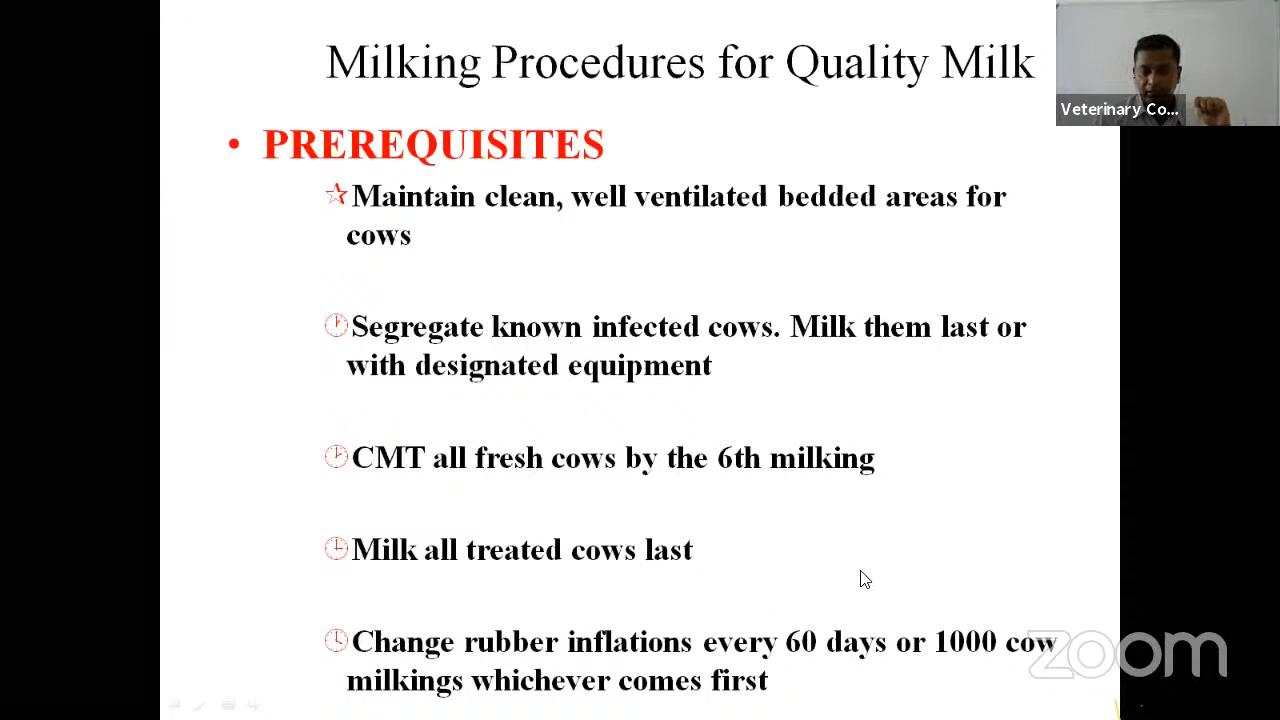 Milking Procedures for Quality Milk
Veterinary Co...
• PREREQUISITES
Maintain clean, well ventilated bedded areas for
cows
Segregate known infected cows. Milk them last or
with designated equipment
CMT all fresh cows by the 6th milking
Milk all treated cows last
Change rubber inflations every 60 days or 1000 cow
milkings whichever comes first
zoom